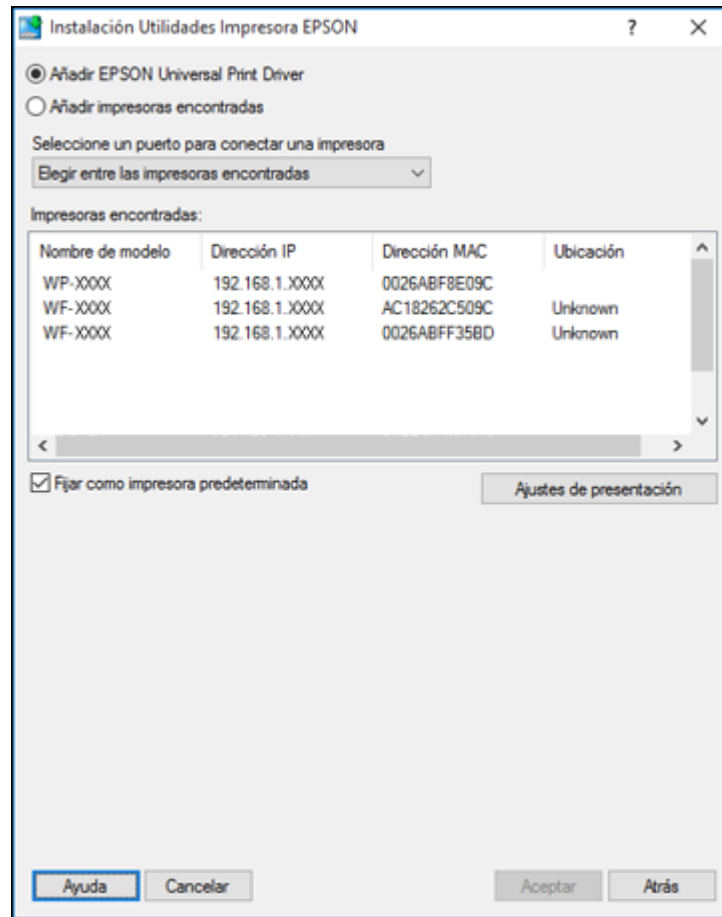 Instalación Utilidades Impresora EPSON ?
Añadir EPSON Universal Print Driver
Añadir impresoras encontradas
Seleccione un puerto para conectar una impresora
Elegir entre las impresoras encontradas
Impresoras encontradas:
Nombre de modelo Dirección IP Dirección MAC Ubicación
WP-XXXX 192.168.1.XXXX 0026ABF8E09C
WF-XXXX 192.168.1.XXXX AC18262C509C Unknown
WF-XXXX 192.168.1.XXXX 0026ABFF35BD Unknown
Fijar como impresora predeterminada Ajustes de presentación
Ayuda Cancelar Aceptar Atrás